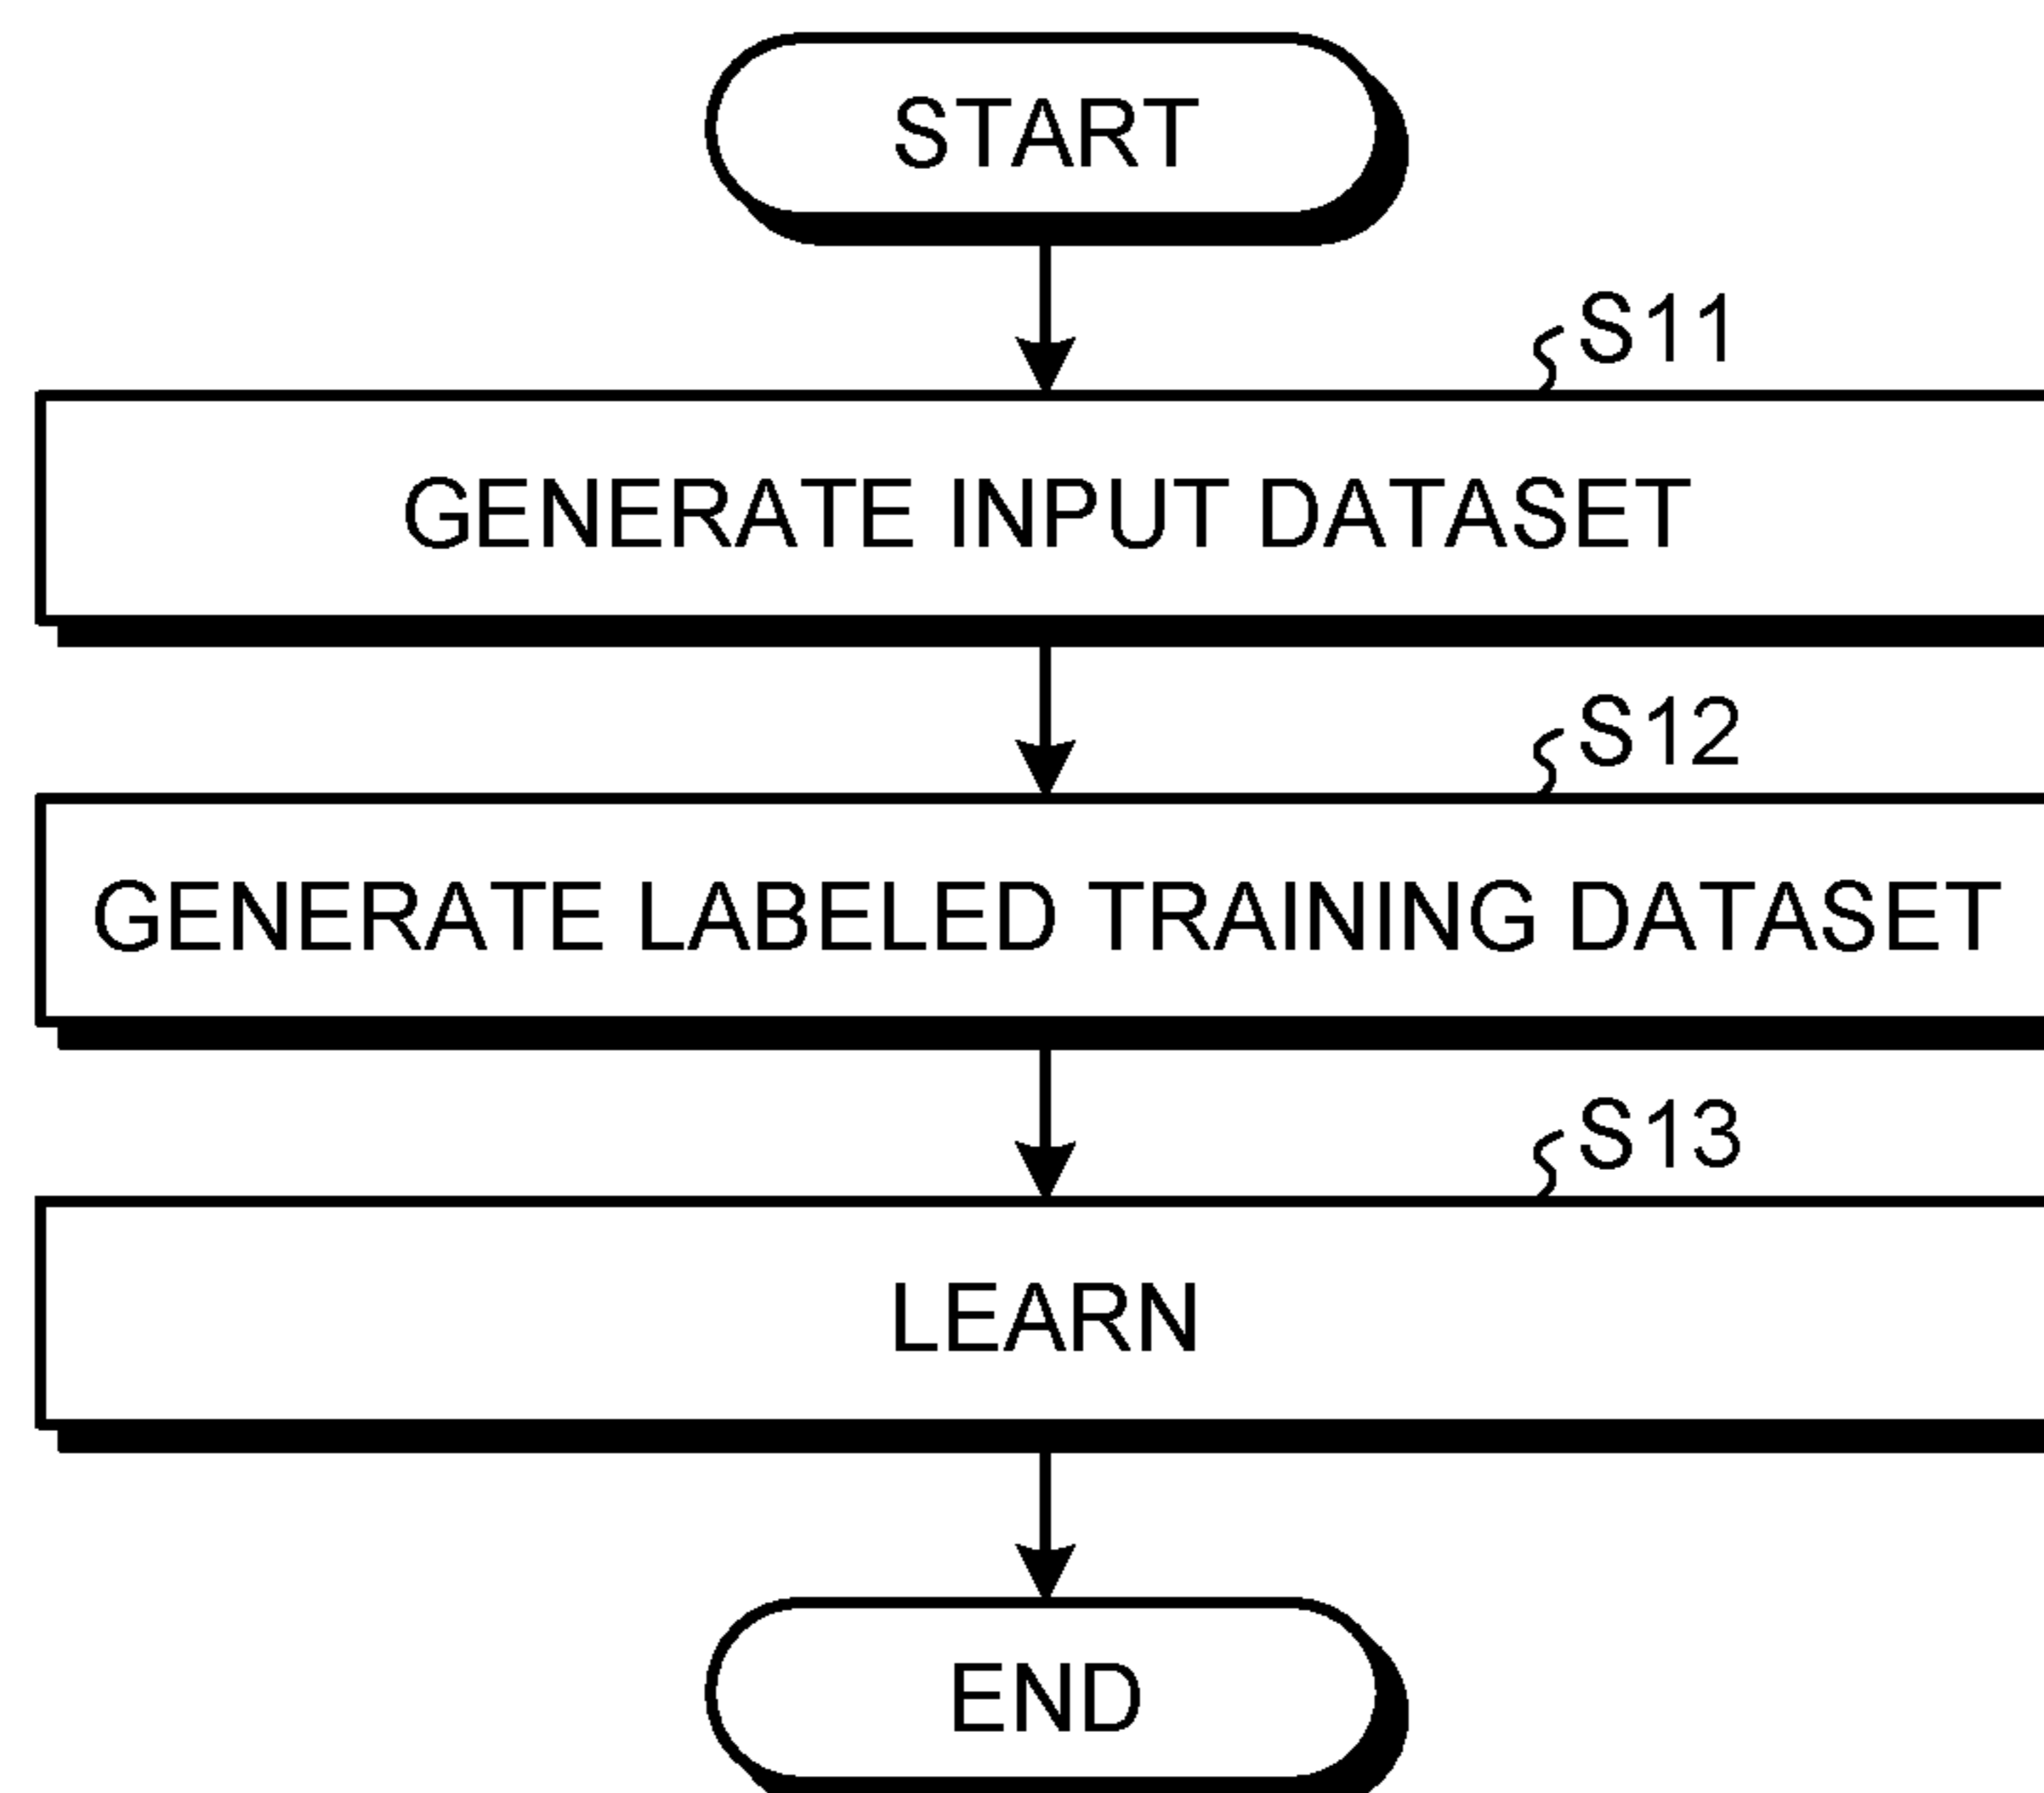 START
S11
GENERATE INPUT DATASET
S12
GENERATE LABELED TRAINING DATASET
S13
LEARN
END